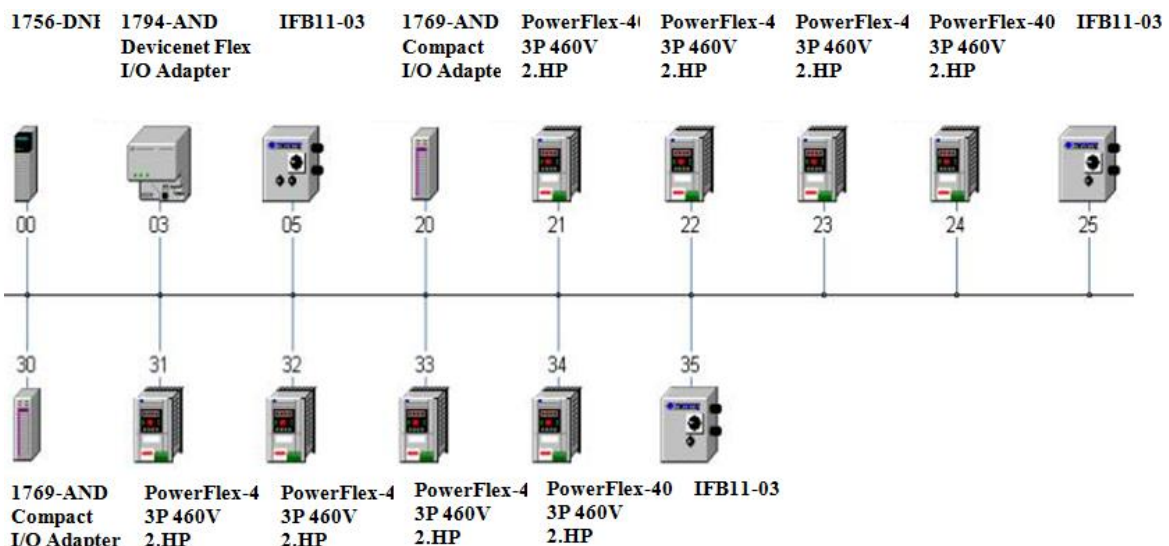 1756-DNI
1794-AND
Devicenet Flex
I/O Adapter
IFB11-03
1769-AND
Compact
I/O Adapte
PowerFlex-40
3P 460V
2.HP
PowerFlex-4
3P 460V
2.HP
PowerFlex-4
3P 460V
2.HP
PowerFlex-40
3P 460V
2.HP
IFB11-03
00
03
05
20
21
22
23
24
25
30
31
32
33
34
35
1769-AND
Compact
I/O Adapter
PowerFlex-4
3P 460V
2.HP
PowerFlex-4
3P 460V
2.HP
PowerFlex-4
3P 460V
2.HP
PowerFlex-40
3P 460V
2.HP
IFB11-03